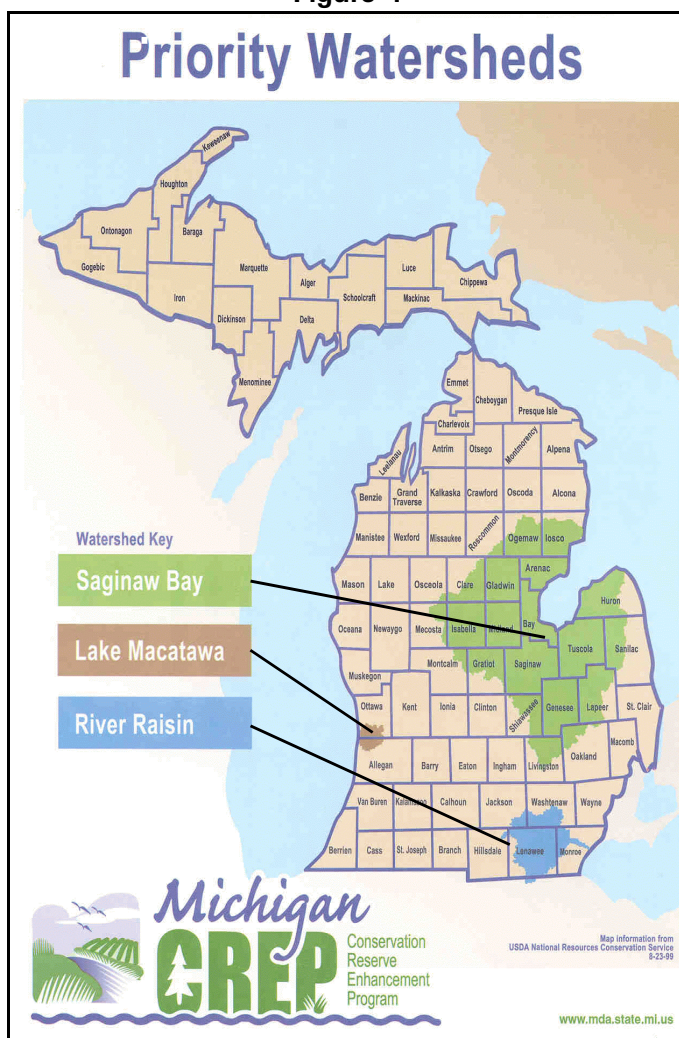 Priority Watersheds
Keweenaw
Houghton
Ontonagon
Baraga
Gogebic
Marquette
Iron
Dickinson
Menominee
Alger
Delta
Schoolcraft
Luce
Mackinac
Chippewa
Emmet
Cheboygan
Presque Isle
Charlevoix
Antrim
Otsego
Montmorency
Alpena
Leelanau
Benzie
Grand
Traverse
Kalkaska
Crawford
Oscoda
Alcona
Manistee
Wexford
Missaukee
Roscommon
Ogemaw
Iosco
Arenac
Mason
Lake
Osceola
Clare
Gladwin
Huron
Oceana
Newaygo
Mecosta
Isabella
Midland
Bay
Tuscola
Sanilac
Muskegon
Montcalm
Gratiot
Saginaw
Ottawa
Kent
Ionia
Clinton
Shiawassee
Genesee
Lapeer
St. Clair
Allegan
Barry
Eaton
Ingham
Livingston
Oakland
Macomb
Van Buren
Kalamazoo
Calhoun
Jackson
Washtenaw
Wayne
Berrien
Cass
St. Joseph
Branch
Hillsdale
Lenawee
Monroe
Watershed Key
Saginaw Bay
Lake Macatawa
River Raisin
Michigan
CREP
Conservation
Reserve
Enhancement
Program
Map information from
USDA National Resources Conservation Service
8-23-99
www.mda.state.mi.us